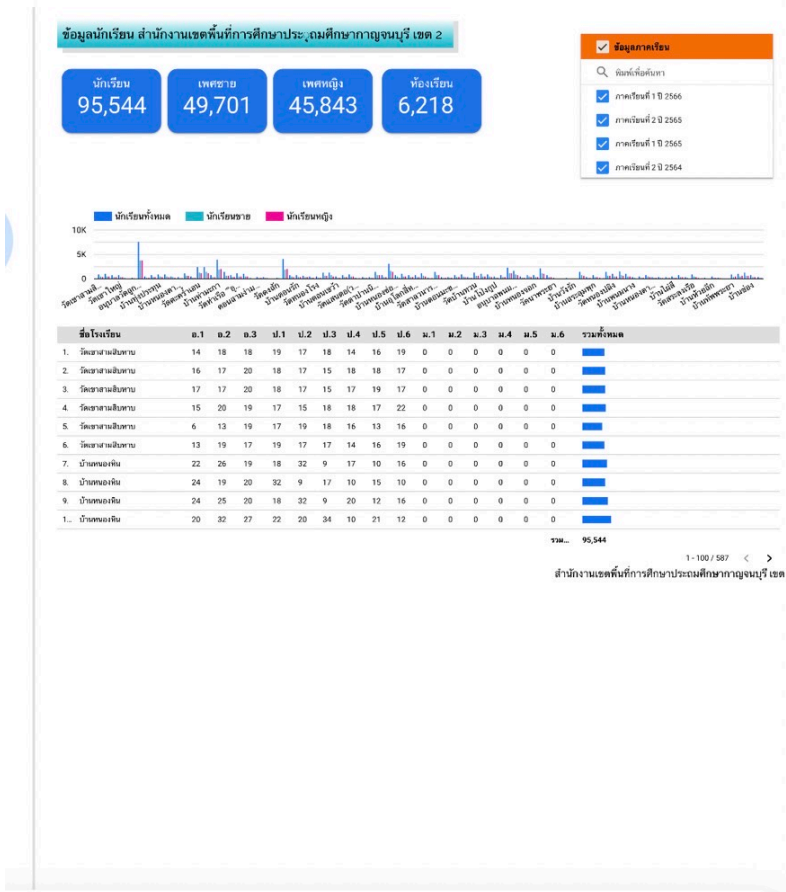 ข้อมูลนักเรียน สำนักงานเขตพื้นที่การศึกษาประุถมศึกษากาญจนบุรี เขต 2
นักเรียน
95,544
เพศชาย
49,701
เพศหญิง
45,843
ห้องเรียน
6,218
ข้อมูลภาคเรียน
พิมพ์เพื่อค้นหา
ภาคเรียนที่ 1 ปี 2566
ภาคเรียนที่ 2 ปี 2565
ภาคเรียนที่ 1 ปี 2565
ภาคเรียนที่ 2 ปี 2564
นักเรียนทั้งหมด นักเรียนชาย นักเรียนหญิง
10K
5K
0
ชื่อโรงเรียน อ.1 อ.2 อ.3 ป.1 ป.2 ป.3 ป.4 ป.5 ป.6 ม.1 ม.2 ม.3 ม.4 ม.5 ม.6 รวมทั้งหมด
1. วัดเขาสามสิบหาบ 14 18 18 19 17 18 14 16 19 0 0 0 0 0 0
2. วัดเขาสามสิบหาบ 16 17 20 18 17 15 18 18 17 0 0 0 0 0 0
3. วัดเขาสามสิบหาบ 17 17 20 18 17 15 17 19 17 0 0 0 0 0 0
4. วัดเขาสามสิบหาบ 15 20 19 17 15 18 18 17 22 0 0 0 0 0 0
5. วัดเขาสามสิบหาบ 6 13 19 17 19 18 16 13 16 0 0 0 0 0 0
6. วัดเขาสามสิบหาบ 13 19 17 19 17 17 14 16 19 0 0 0 0 0 0
7. บ้านหนองหิน 22 26 19 18 32 9 17 10 16 0 0 0 0 0 0
8. บ้านหนองหิน 24 19 20 32 9 17 10 15 10 0 0 0 0 0 0
9. บ้านหนองหิน 24 25 20 18 32 9 20 12 16 0 0 0 0 0 0
1... บ้านหนองหิน 20 32 27 22 20 34 10 21 12 0 0 0 0 0 0
รวม... 95,544
1 - 100 / 587
สำนักงานเขตพื้นที่การศึกษาประถมศึกษากาญจนบุรี เขต